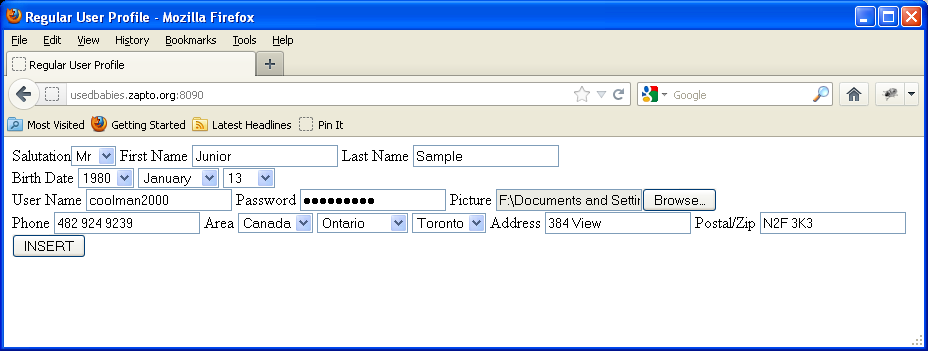 Regular User Profile - Mozilla Firefox
File Edit View History Bookmarks Tools Help
Regular User Profile
usedbabies.zapto.org:8090 Google
Most Visited Getting Started Latest Headlines Pin It
Salutation Mr First Name Junior Last Name Sample
Birth Date 1980 January 13
User Name coolman2000 Password ●●●●●●●●● Picture F:\Documents and Settin Browse...
Phone 482 924 9239 Area Canada Ontario Toronto Address 384 View Postal/Zip N2F 3K3
INSERT